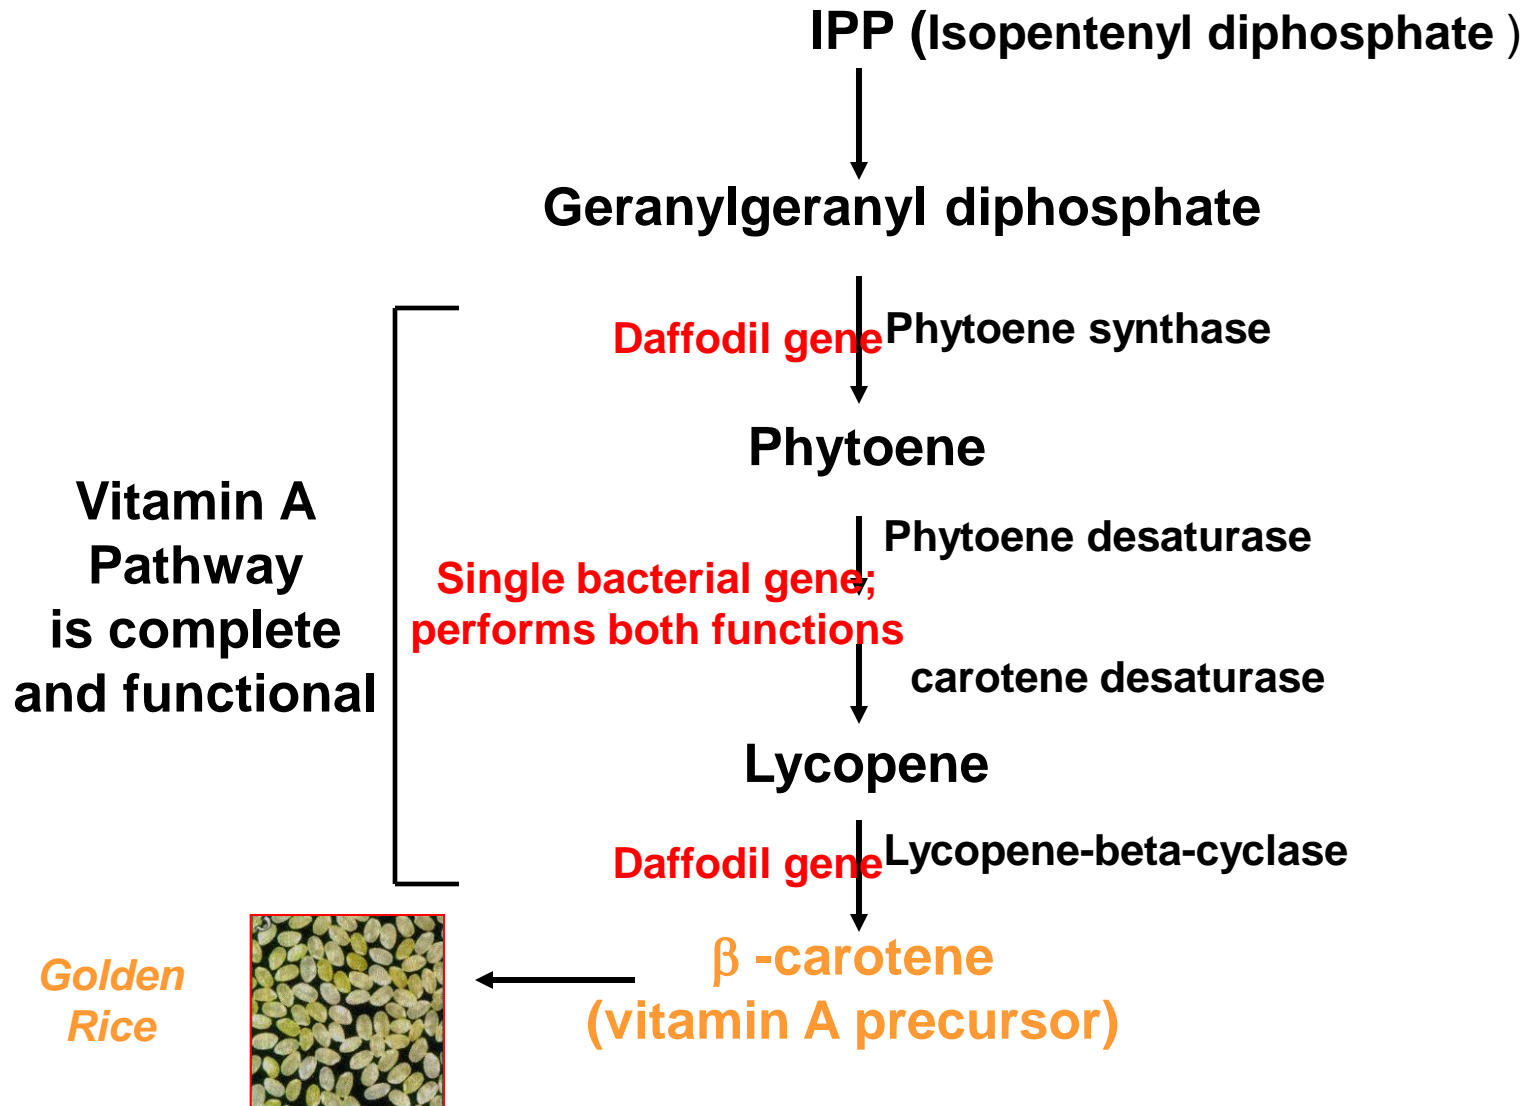 IPP (Isopentenyl diphosphate )
Geranylgeranyl diphosphate
Daffodil gene
Phytoene synthase
Phytoene
Phytoene desaturase
Single bacterial gene;
performs both functions
carotene desaturase
Vitamin A
Pathway
is complete
and functional
Lycopene
Daffodil gene
Lycopene-beta-cyclase
β -carotene
(vitamin A precursor)
Golden
Rice